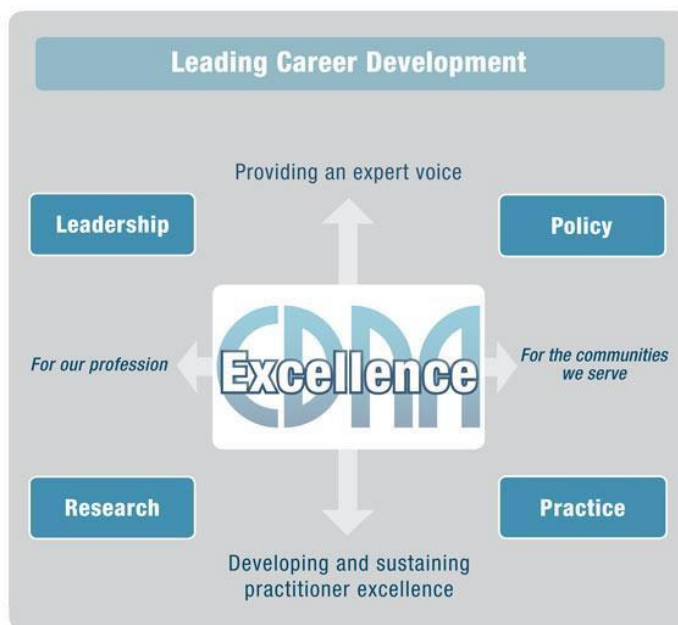 Leading Career Development
Providing an expert voice
Leadership
Policy
CDAA
Excellence
For our profession
For the communities
we serve
Research
Practice
Developing and sustaining
practitioner excellence